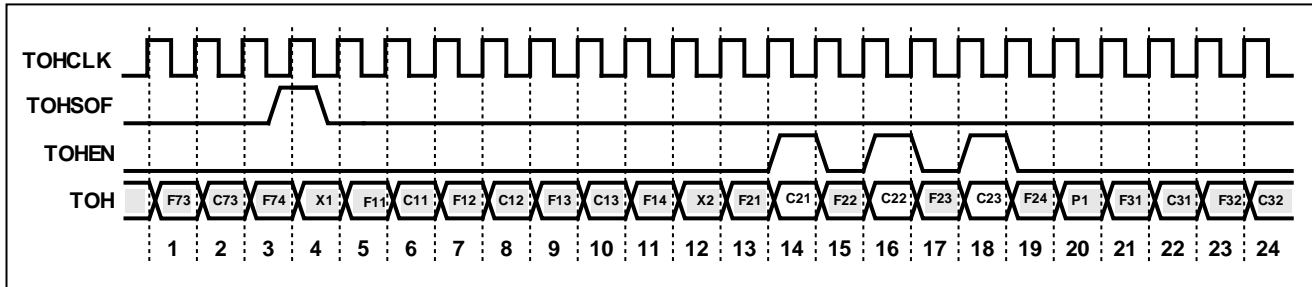 TOHCLK
TOHSOF
TOHEN
TOH F73 C73 F74 X1 F11 C11 F12 C12 F13 C13 F14 X2 F21 C21 F22 C22 F23 C23 F24 P1 F31 C31 F32 C32
1 2 3 4 5 6 7 8 9 10 11 12 13 14 15 16 17 18 19 20 21 22 23 24